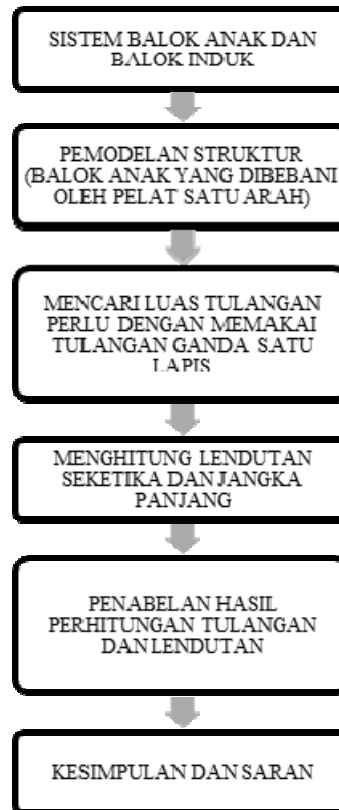 SISTEM BALOK ANAK DAN
BALOK INDUK
PEMODELAN STRUKTUR
(BALOK ANAK YANG DIBEBANI
OLEH PELAT SATU ARAH)
MENCARI LUAS TULANGAN
PERLU DENGAN MEMAKAI
TULANGAN GANDA SATU
LAPIS
MENGHITUNG LENDUTAN
SEKETIKA DAN JANGKA
PANJANG
PENABELAN HASIL
PERHITUNGAN TULANGAN
DAN LENDUTAN
KESIMPULAN DAN SARAN